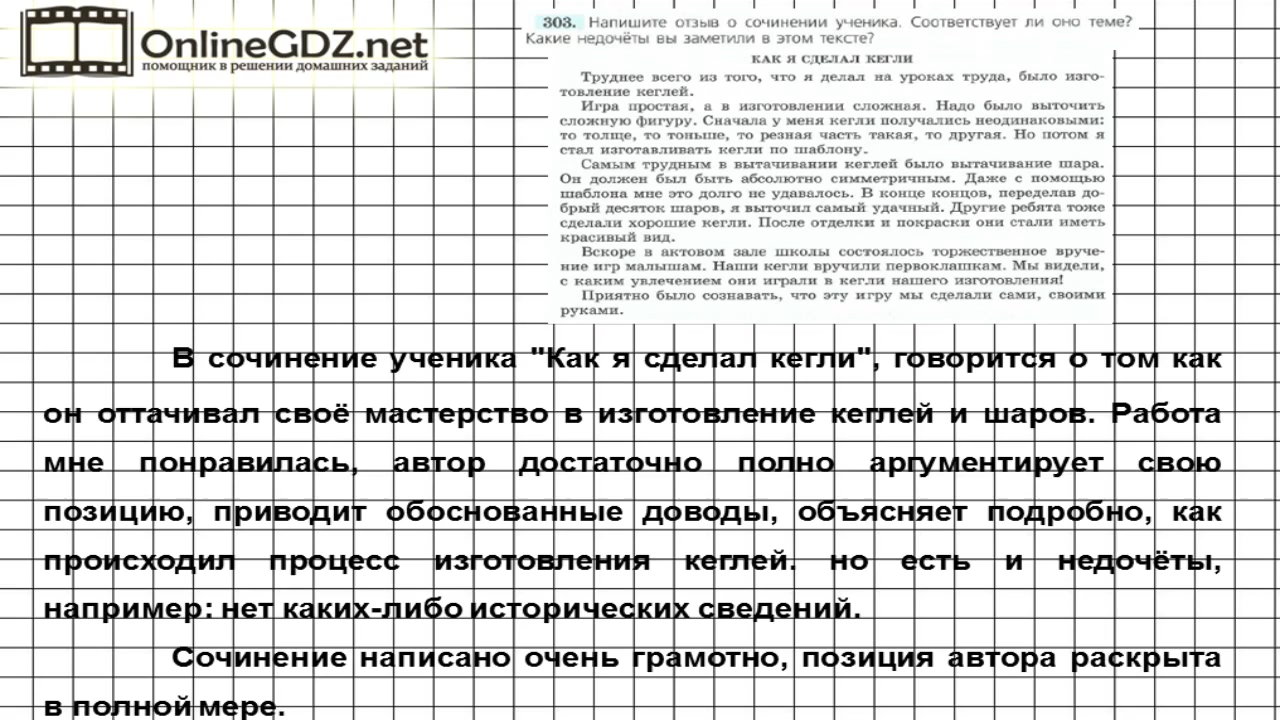 OnlineGDZ.net
помощник в решении домашних заданий
303. Напишите отзыв о сочинении ученика. Соответствует ли оно теме?
Какие недочёты вы заметили в этом тексте?
КАК Я СДЕЛАЛ КЕГЛИ
Труднее всего из того, что я делал на уроках труда, было изго-
товление кеглей.
Игра простая, а в изготовлении сложная. Надо было выточить
сложную фигуру. Сначала у меня кегли получались неодинаковыми:
то толще, то тоньше, то резная часть такая, то другая. Но потом я
стал изготавливать кегли по шаблону.
Самым трудным в вытачивании кеглей было вытачивание шара.
Он должен был быть абсолютно симметричным. Даже с помощью
шаблона мне это долго не удавалось. В конце концов, переделав до-
брый десяток шаров, я выточил самый удачный. Другие ребята тоже
сделали хорошие кегли. После отделки и покраски они стали иметь
красивый вид.
Вскоре в актовом зале школы состоялось торжественное вруче-
ние игр малышам. Наши кегли вручили первоклашкам. Мы видели,
с каким увлечением они играли в кегли нашего изготовления!
Приятно было сознавать, что эту игру мы сделали сами, своими
руками.
В сочинение ученика "Как я сделал кегли", говорится о том как
он оттачивал своё мастерство в изготовление кеглей и шаров. Работа
мне понравилась, автор достаточно полно аргументирует свою
позицию, приводит обоснованные доводы, объясняет подробно, как
происходил процесс изготовления кеглей. но есть и недочёты,
например: нет каких-либо исторических сведений.
Сочинение написано очень грамотно, позиция автора раскрыта
в полной мере.